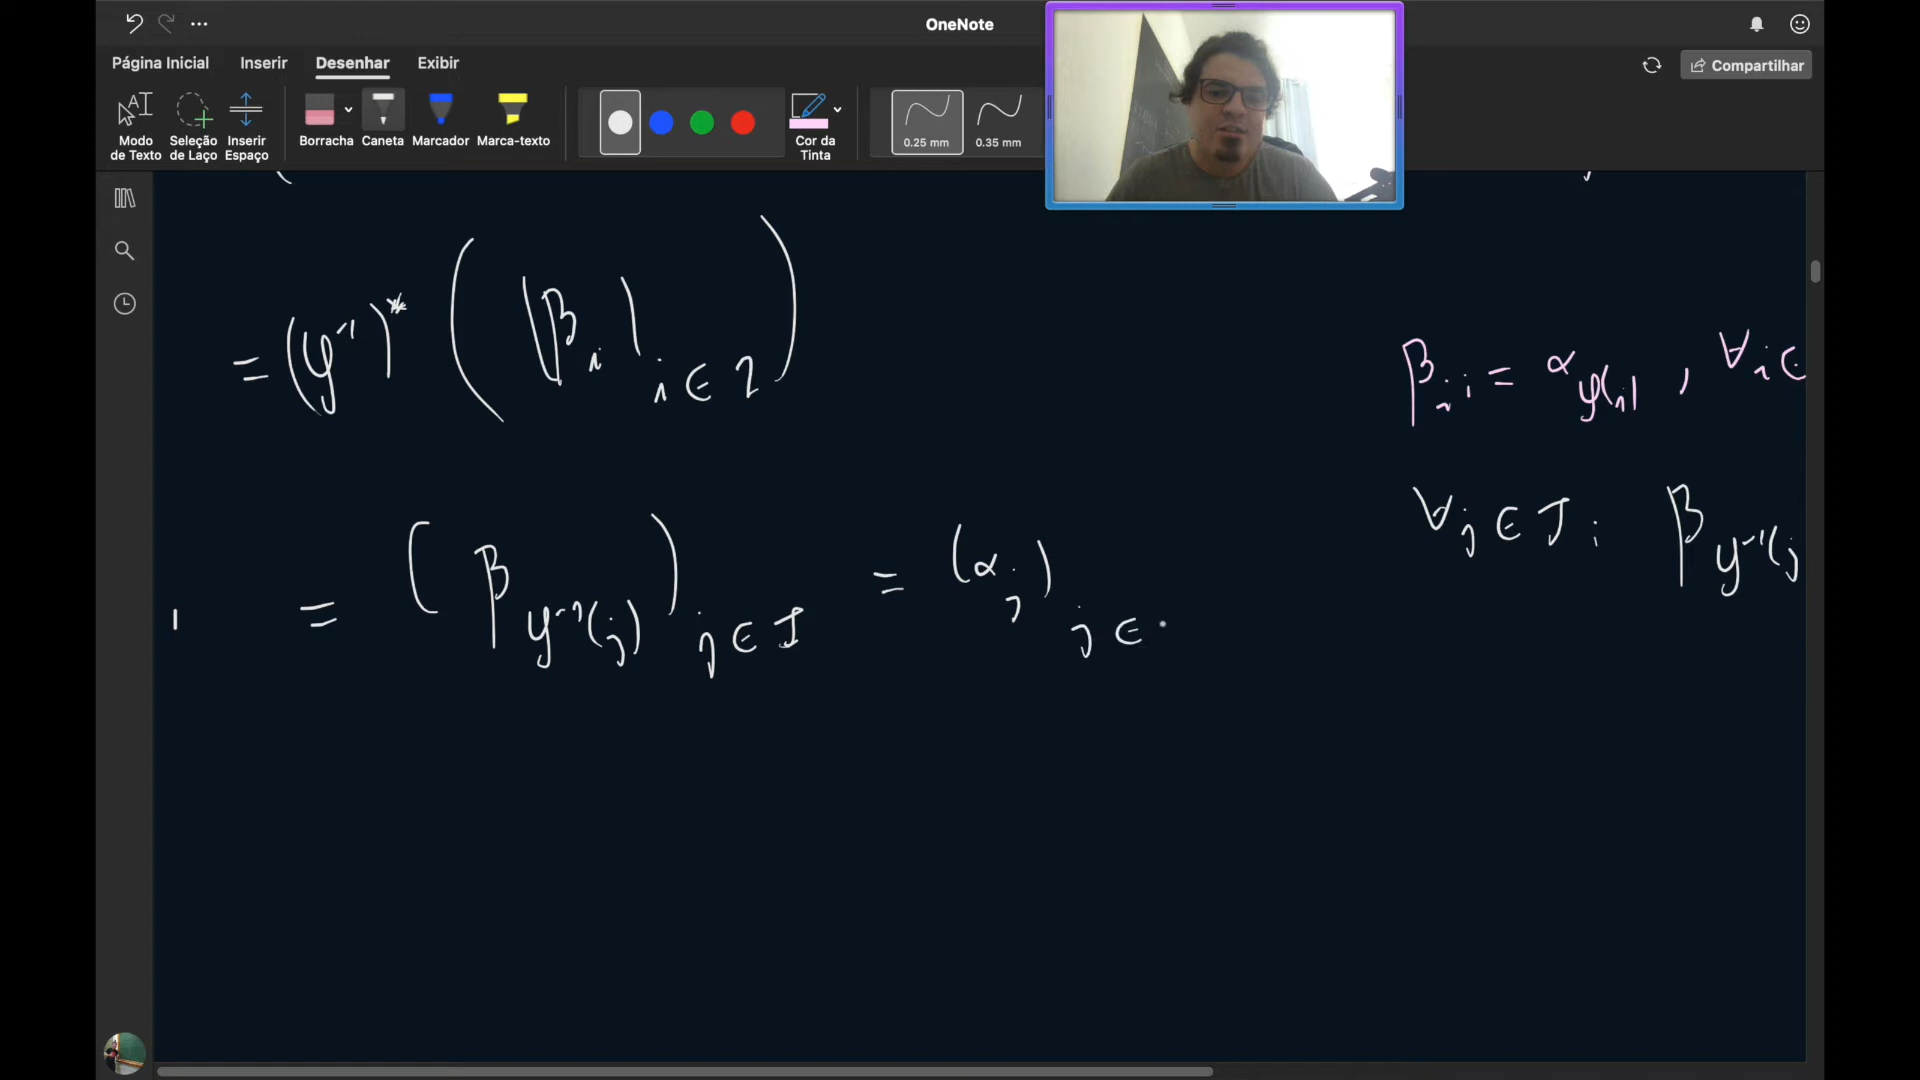 OneNote
Página Inicial Inserir Desenhar Exibir
Compartilhar
Modo de Texto
Seleção de Laço
Inserir Espaço
Borracha
Caneta
Marcador
Marca-texto
Cor da Tinta
0.25 mm
0.35 mm
= (φ⁻¹)* ( (β_i)_{i ∈ I} )
β_i = α_{φ(i)} , ∀ i ∈
∀ j ∈ J : β_{φ⁻¹(j
= ( β_{φ⁻¹(j)} )_{j ∈ J} = (α_j)_{j ∈